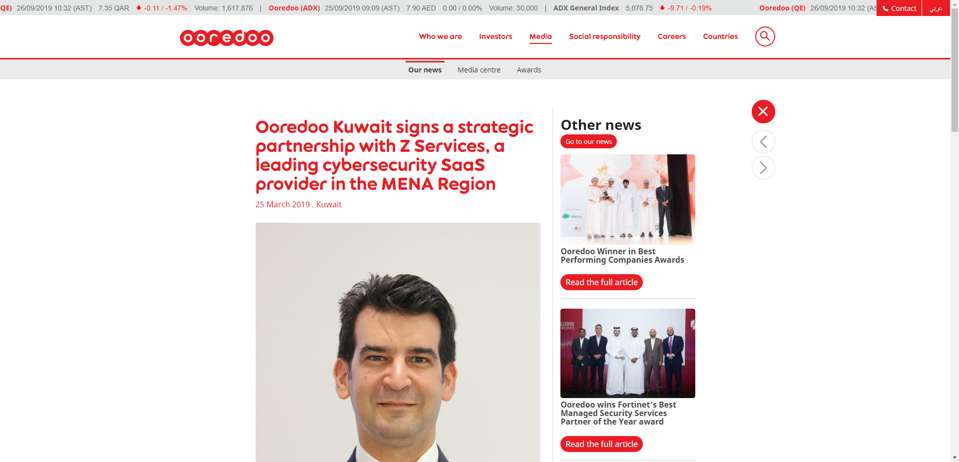 QE) 26/09/2019 10:32 (AST) 7.35 QAR -0.11 / -1.47% Volume: 1,617,876 | Ooredoo (ADX) 25/09/2019 09:09 (AST) 7.90 AED 0.00 / 0.00% Volume: 30,000 | ADX General Index 5,078.75 -9.71 / -0.19% Ooredoo (QE) 26/09/2019 10:32 (AS
Contact عربي
ooredoo
Who we are Investors Media Social responsibility Careers Countries
Our news Media centre Awards
Ooredoo Kuwait signs a strategic
partnership with Z Services, a
leading cybersecurity SaaS
provider in the MENA Region
25 March 2019 . Kuwait
Other news
Go to our news
Ooredoo Winner in Best
Performing Companies Awards
Read the full article
Ooredoo wins Fortinet's Best
Managed Security Services
Partner of the Year award
Read the full article